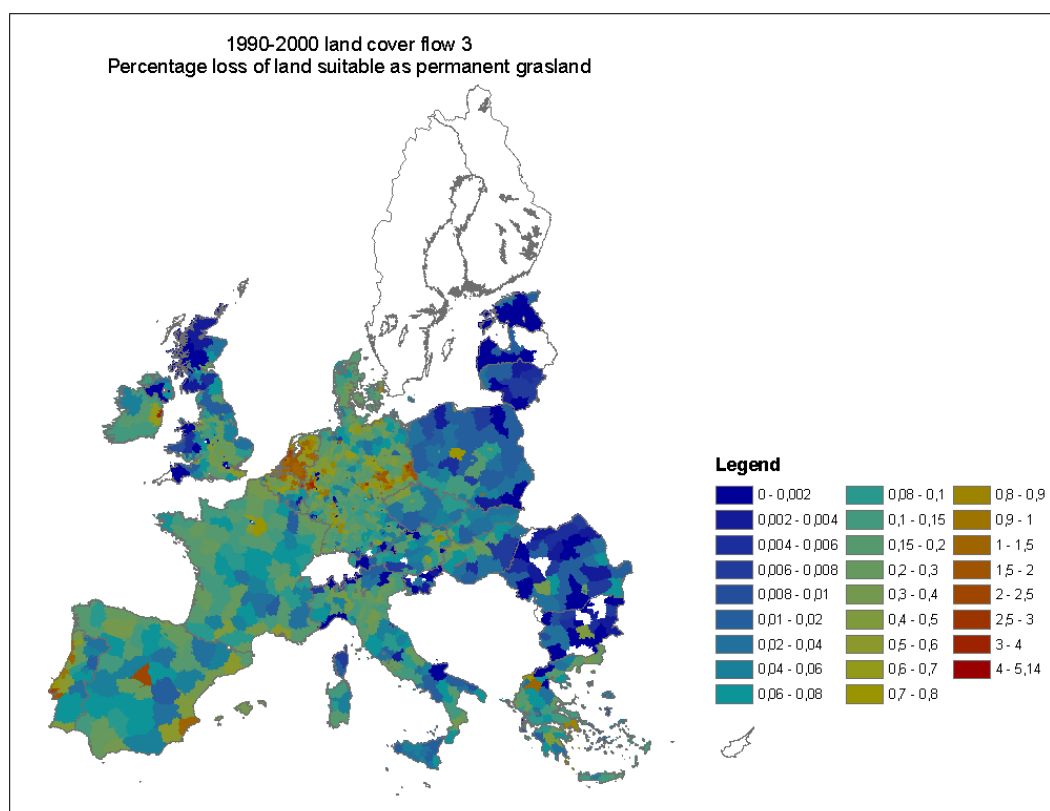 1990-2000 land cover flow 3
Percentage loss of land suitable as permanent grasland
Legend
0 - 0,002
0,002 - 0,004
0,004 - 0,006
0,006 - 0,008
0,008 - 0,01
0,01 - 0,02
0,02 - 0,04
0,04 - 0,06
0,06 - 0,08
0,08 - 0,1
0,1 - 0,15
0,15 - 0,2
0,2 - 0,3
0,3 - 0,4
0,4 - 0,5
0,5 - 0,6
0,6 - 0,7
0,7 - 0,8
0,8 - 0,9
0,9 - 1
1 - 1,5
1,5 - 2
2 - 2,5
2,5 - 3
3 - 4
4 - 5,14